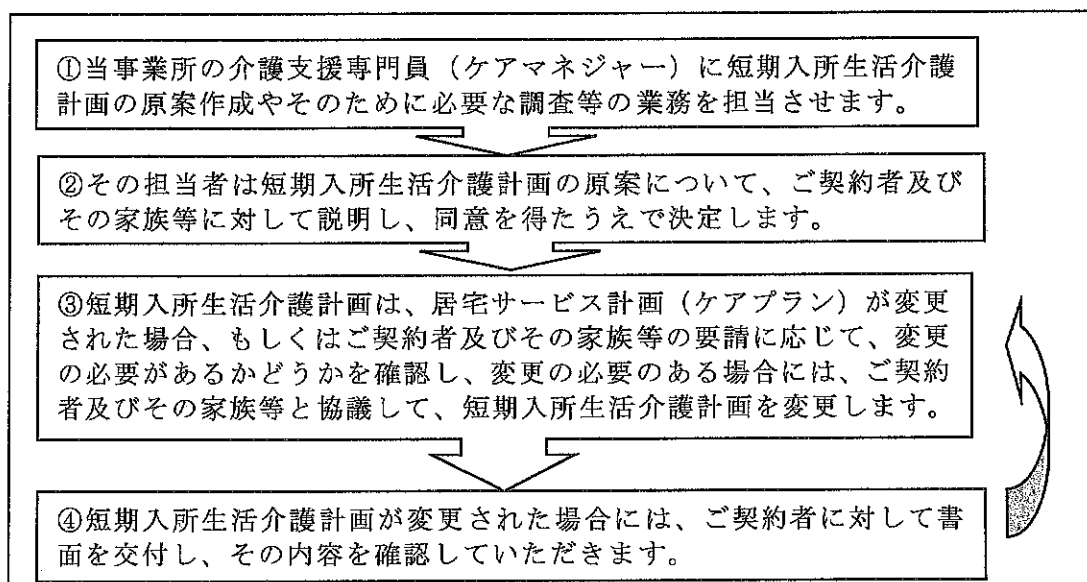 ①当事業所の介護支援専門員（ケアマネジャー）に短期入所生活介護
計画の原案作成やそのために必要な調査等の業務を担当させます。
②その担当者は短期入所生活介護計画の原案について、ご契約者及び
その家族等に対して説明し、同意を得たうえで決定します。
③短期入所生活介護計画は、居宅サービス計画（ケアプラン）が変更
された場合、もしくはご契約者及びその家族等の要請に応じて、変更
の必要があるかどうかを確認し、変更の必要のある場合には、ご契約
者及びその家族等と協議して、短期入所生活介護計画を変更します。
④短期入所生活介護計画が変更された場合には、ご契約者に対して書
面を交付し、その内容を確認していただきます。